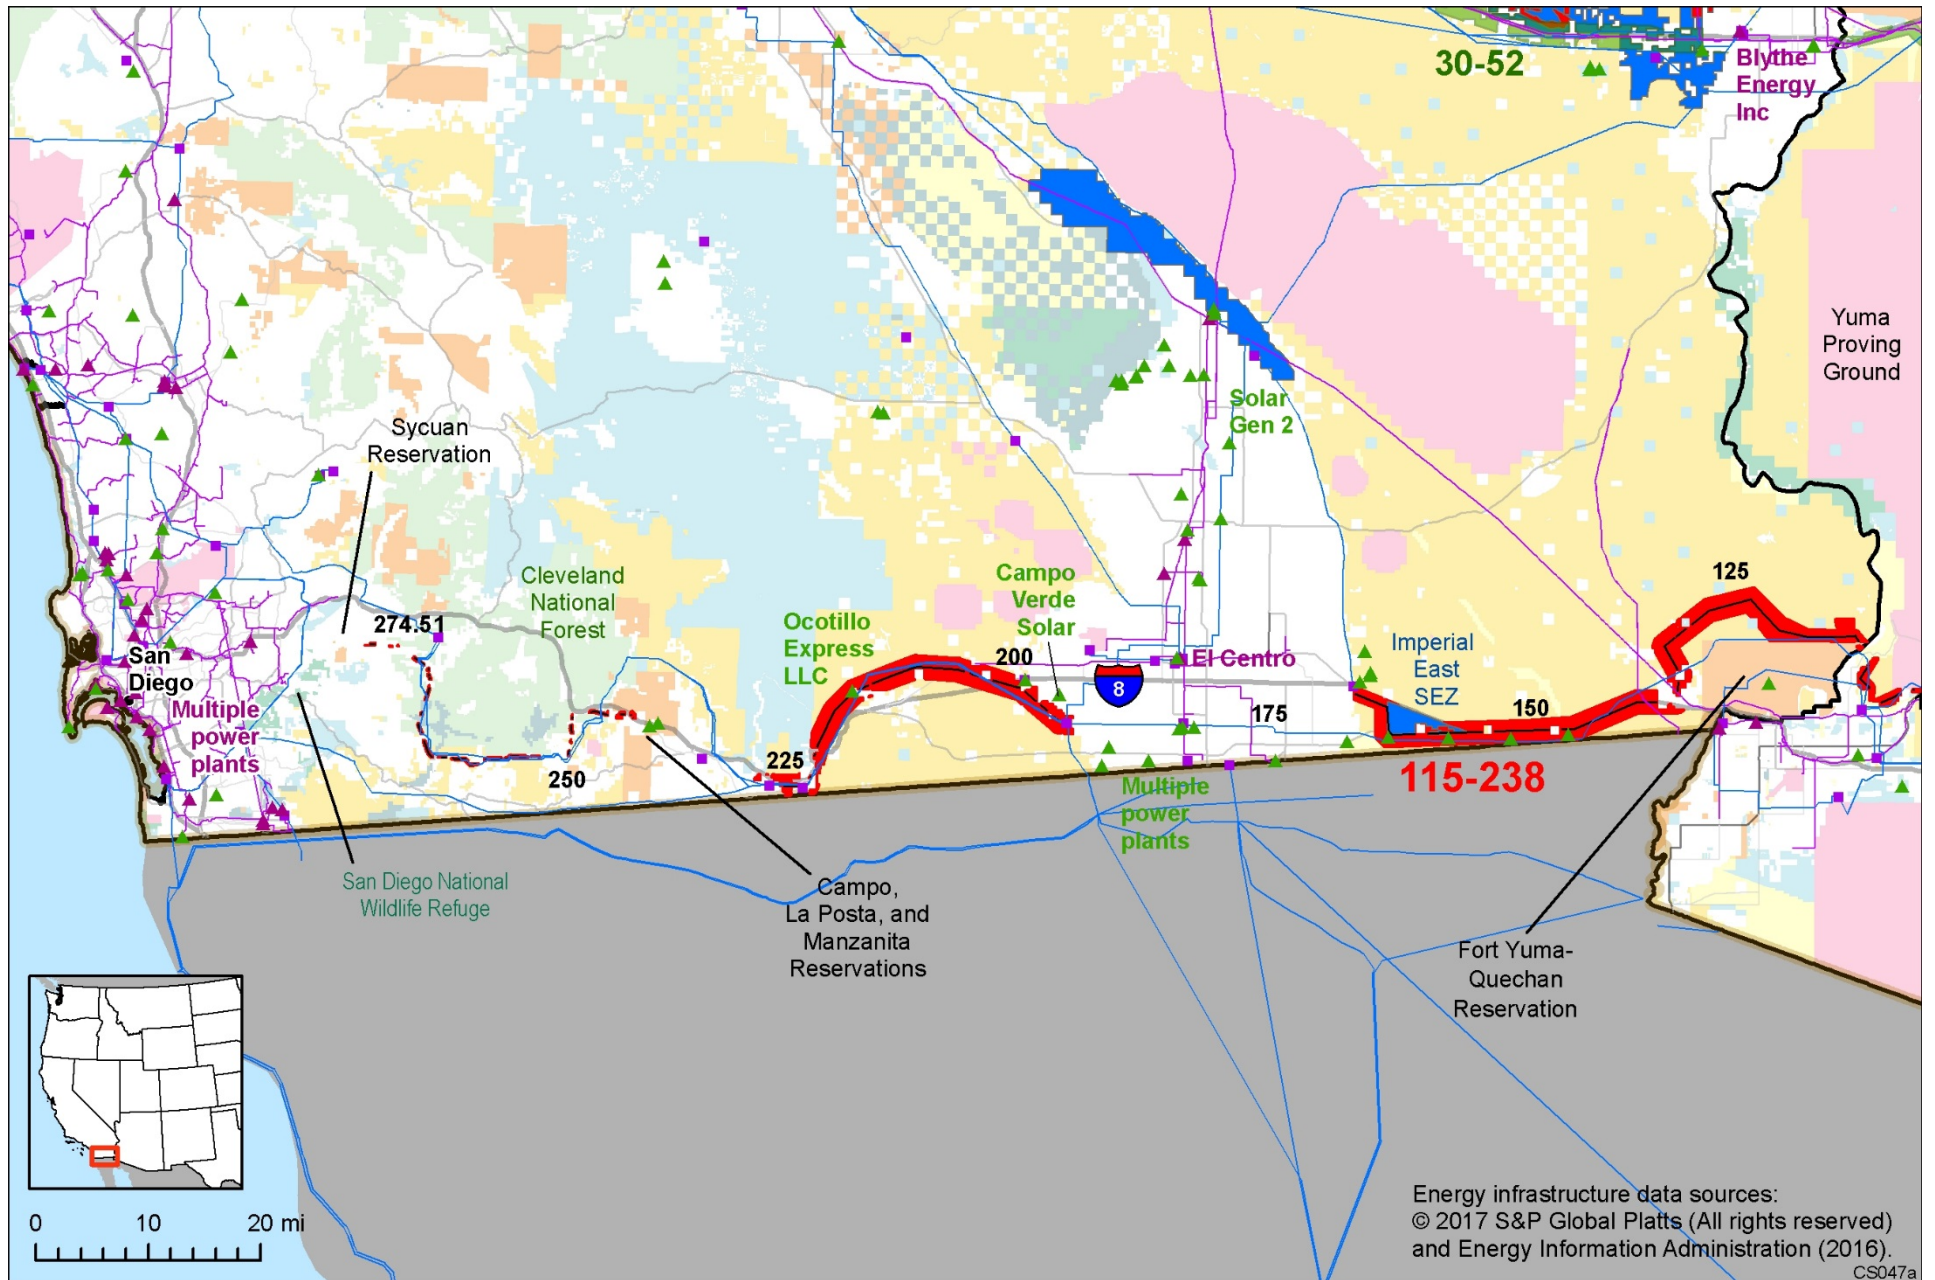 30-52
Blythe
Energy
Inc
Yuma
Proving
Ground
Solar
Gen 2
Sycuan
Reservation
Cleveland
National
Forest
Campo
Verde
Solar
125
274.51
Ocotillo
Express
LLC
200
El Centro
8
Imperial
East
SEZ
San
Diego
Multiple
power
plants
175
150
225
250
115-238
Multiple
power
plants
San Diego National
Wildlife Refuge
Campo,
La Posta, and
Manzanita
Reservations
Fort Yuma-
Quechan
Reservation
0 10 20 mi
Energy infrastructure data sources:
© 2017 S&P Global Platts (All rights reserved)
and Energy Information Administration (2016).
CS047a